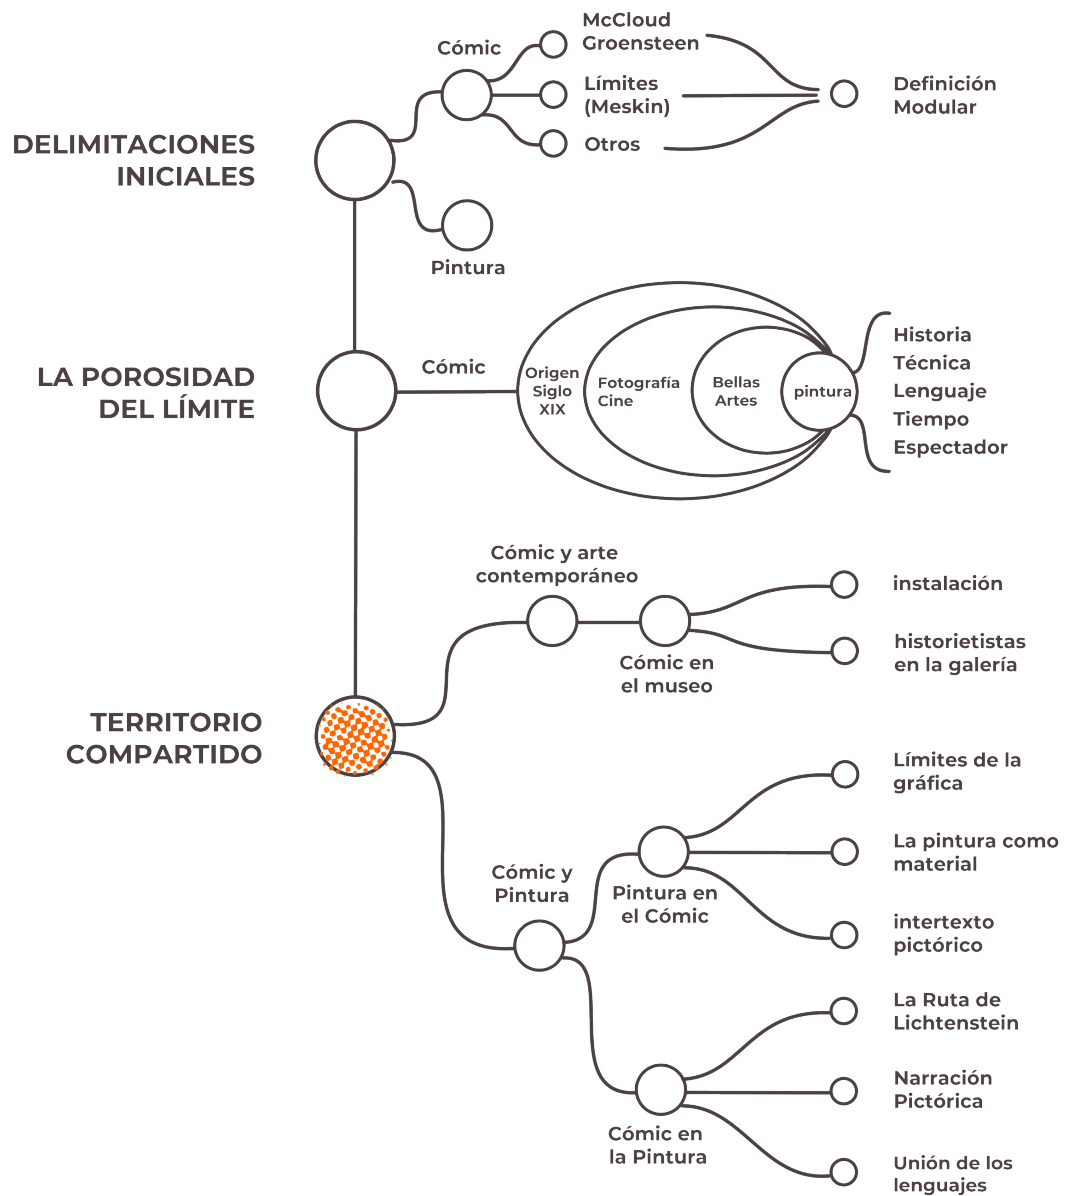 DELIMITACIONES
INICIALES
Cómic
McCloud
Groensteen
Límites
(Meskin)
Otros
Definición
Modular
Pintura
LA POROSIDAD
DEL LÍMITE
Cómic
Origen
Siglo
XIX
Fotografía
Cine
Bellas
Artes
pintura
Historia
Técnica
Lenguaje
Tiempo
Espectador
TERRITORIO
COMPARTIDO
Cómic y arte
contemporáneo
Cómic en
el museo
instalación
historietistas
en la galería
Cómic y
Pintura
Pintura en
el Cómic
Límites de la
gráfica
La pintura como
material
intertexto
pictórico
Cómic en
la Pintura
La Ruta de
Lichtenstein
Narración
Pictórica
Unión de los
lenguajes